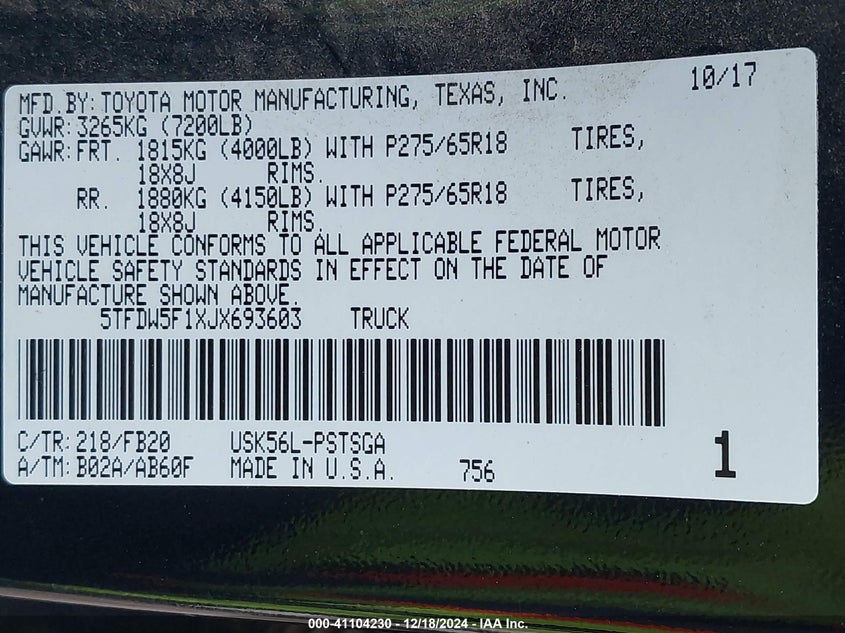 10/17
MFD.BY:TOYOTA MOTOR MANUFACTURING, TEXAS, INC.
GVWR:3265KG (7200LB)
GAWR:FRT. 1815KG (4000LB) WITH P275/65R18 TIRES,
18X8J RIMS.
RR. 1880KG (4150LB) WITH P275/65R18 TIRES,
18X8J RIMS.
THIS VEHICLE CONFORMS TO ALL APPLICABLE FEDERAL MOTOR
VEHICLE SAFETY STANDARDS IN EFFECT ON THE DATE OF
MANUFACTURE SHOWN ABOVE.
5TFDW5F1XJX693603 TRUCK
C/TR:218/FB20 USK56L-PSTSGA
A/TM:B02A/AB60F MADE IN U.S.A. 756 1
000-41104230 - 12/18/2024 - IAA Inc.